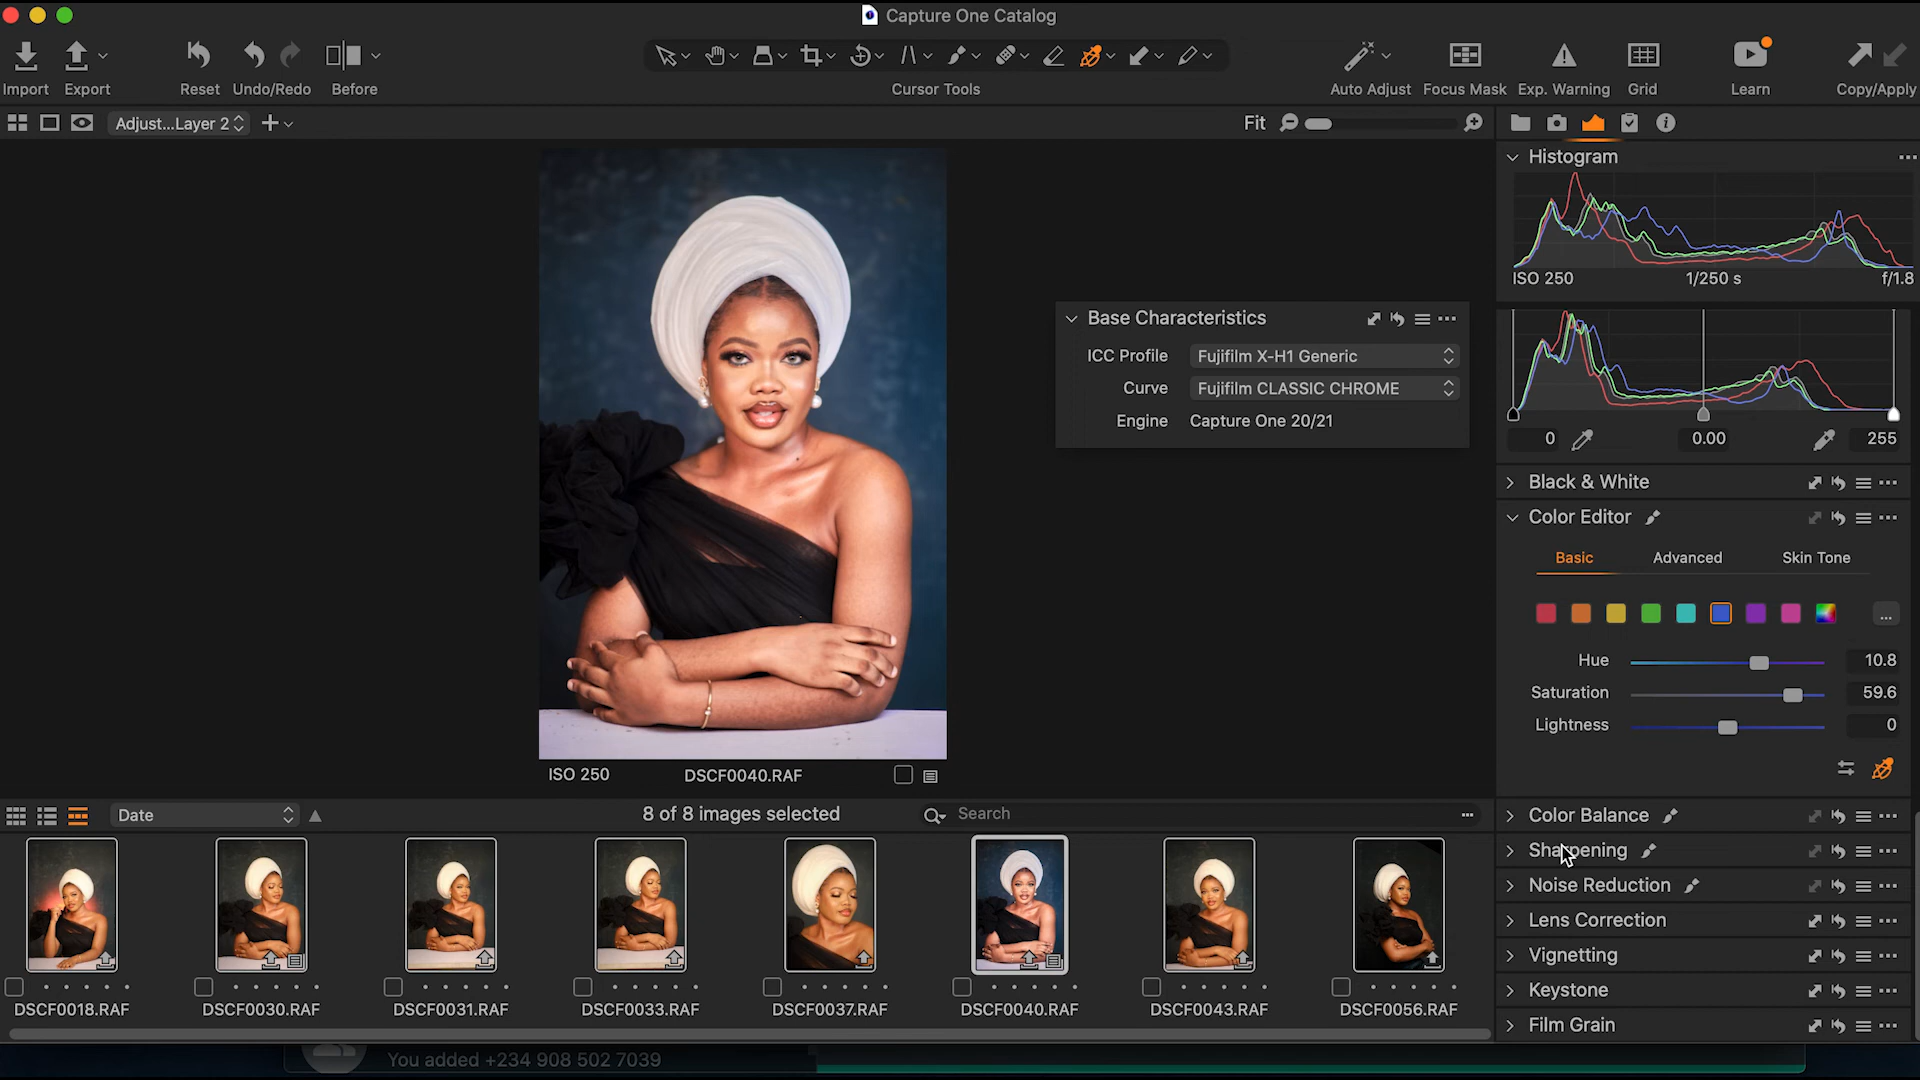 Capture One Catalog
Import
Export
Reset
Undo/Redo
Before
Cursor Tools
Auto Adjust
Focus Mask
Exp. Warning
Grid
Learn
Copy/Apply
Adjust...Layer 2
Fit
Histogram
ISO 250
1/250 s
f/1.8
Base Characteristics
ICC Profile
Fujifilm X-H1 Generic
Curve
Fujifilm CLASSIC CHROME
Engine
Capture One 20/21
0
0.00
255
Black & White
Color Editor
Basic
Advanced
Skin Tone
Hue
10.8
Saturation
59.6
Lightness
0
Color Balance
Sharpening
Noise Reduction
Lens Correction
Vignetting
Keystone
Film Grain
ISO 250
DSCF0040.RAF
Date
8 of 8 images selected
Search
DSCF0018.RAF
DSCF0030.RAF
DSCF0031.RAF
DSCF0033.RAF
DSCF0037.RAF
DSCF0040.RAF
DSCF0043.RAF
DSCF0056.RAF
You added +234 908 502 7039